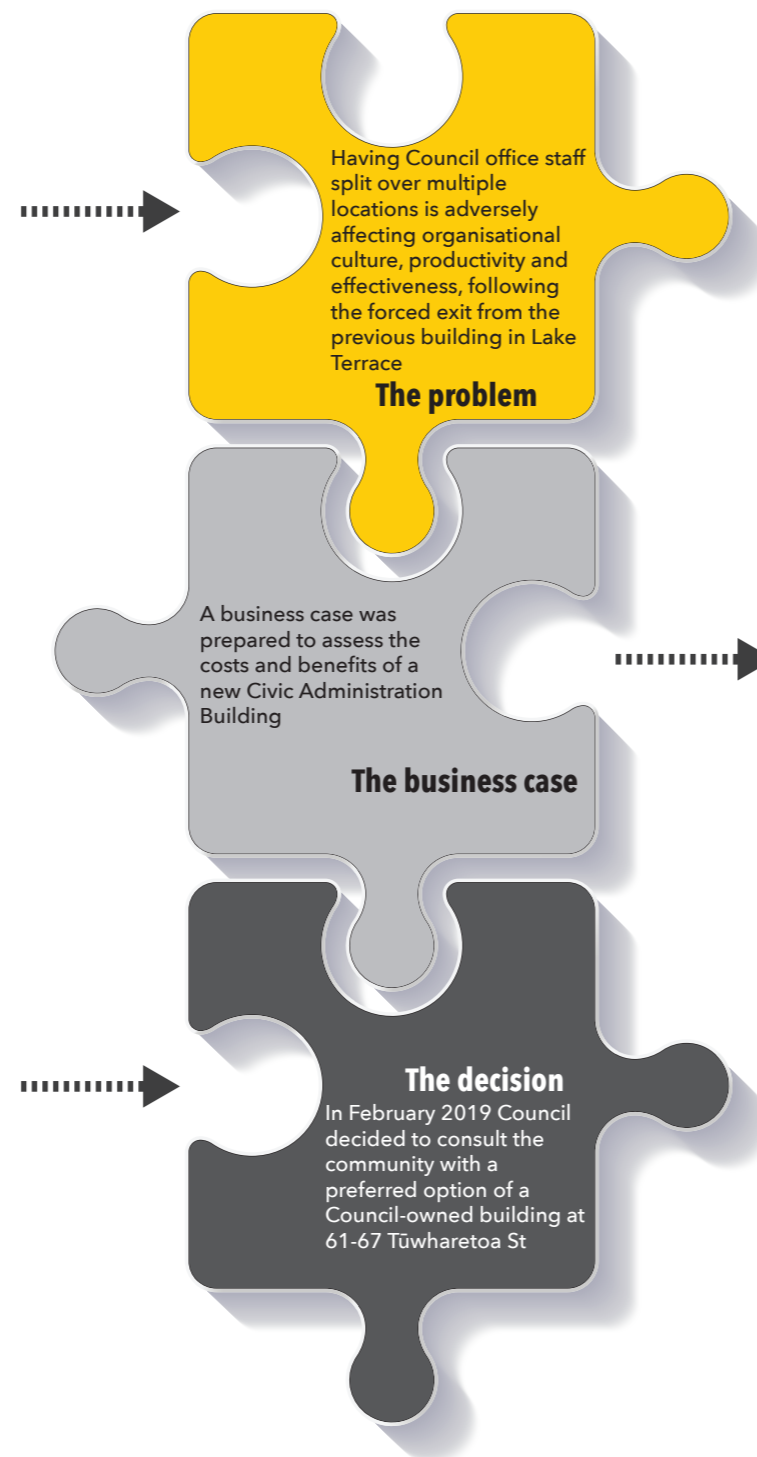 Having Council office staff
split over multiple
locations is adversely
affecting organisational
culture, productivity and
effectiveness, following
the forced exit from the
previous building in Lake
Terrace
The problem
A business case was
prepared to assess the
costs and benefits of a
new Civic Administration
Building
The business case
The decision
In February 2019 Council
decided to consult the
community with a
preferred option of a
Council-owned building at
61-67 Tūwharetoa St